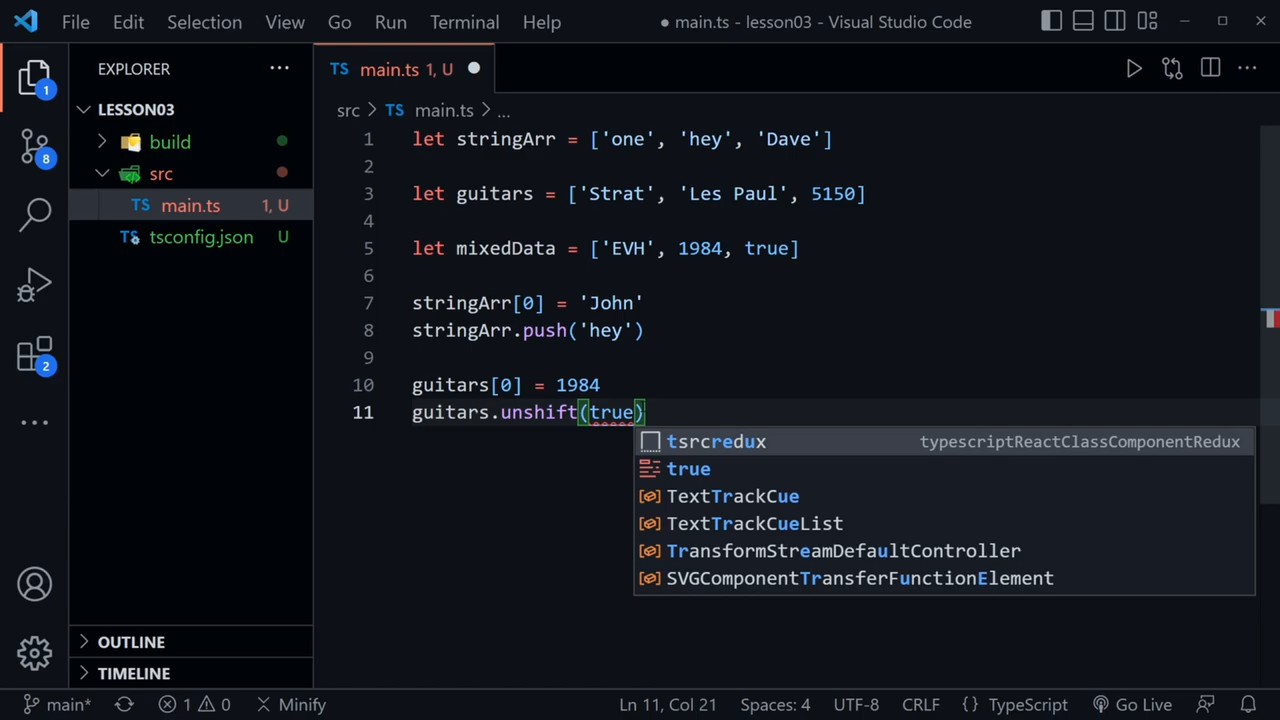 File Edit Selection View Go Run Terminal Help ● main.ts - lesson03 - Visual Studio Code
EXPLORER ...
TS main.ts 1, U
LESSON03
src > TS main.ts > ...
build
src
TS main.ts 1, U
tsconfig.json U
1 let stringArr = ['one', 'hey', 'Dave']
2
3 let guitars = ['Strat', 'Les Paul', 5150]
4
5 let mixedData = ['EVH', 1984, true]
6
7 stringArr[0] = 'John'
8 stringArr.push('hey')
9
10 guitars[0] = 1984
11 guitars.unshift(true)
tsrcredux typescriptReactClassComponentRedux
true
TextTrackCue
TextTrackCueList
TransformStreamDefaultController
SVGComponentTransferFunctionElement
1
8
2
OUTLINE
TIMELINE
main* 1 0 Minify Ln 11, Col 21 Spaces: 4 UTF-8 CRLF {} TypeScript Go Live